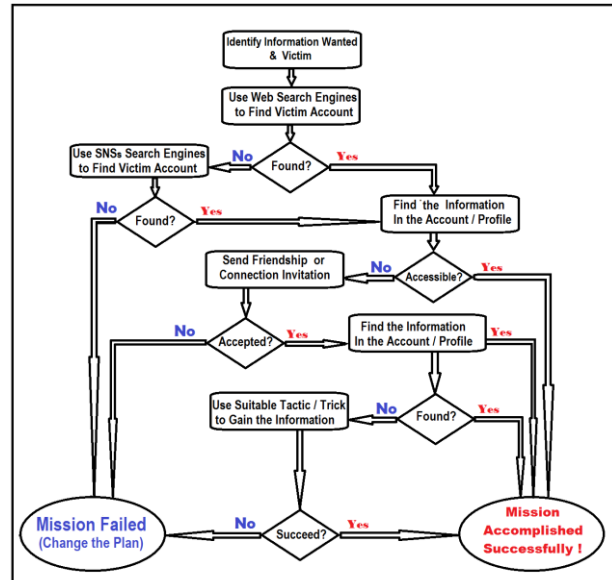 Identify Information Wanted
& Victim
Use Web Search Engines
to Find Victim Account
Use SNSs Search Engines
to Find Victim Account
No
Found?
Yes
No
Found?
Yes
Find the Information
In the Account / Profile
Send Friendship or
Connection Invitation
No
Accessible?
Yes
No
Accepted?
Yes
Find the Information
In the Account / Profile
Yes
Use Suitable Tactic / Trick
to Gain the Information
No
Found?
Yes
Mission Failed
(Change the Plan)
No
Succeed?
Yes
Mission
Accomplished
Successfully !